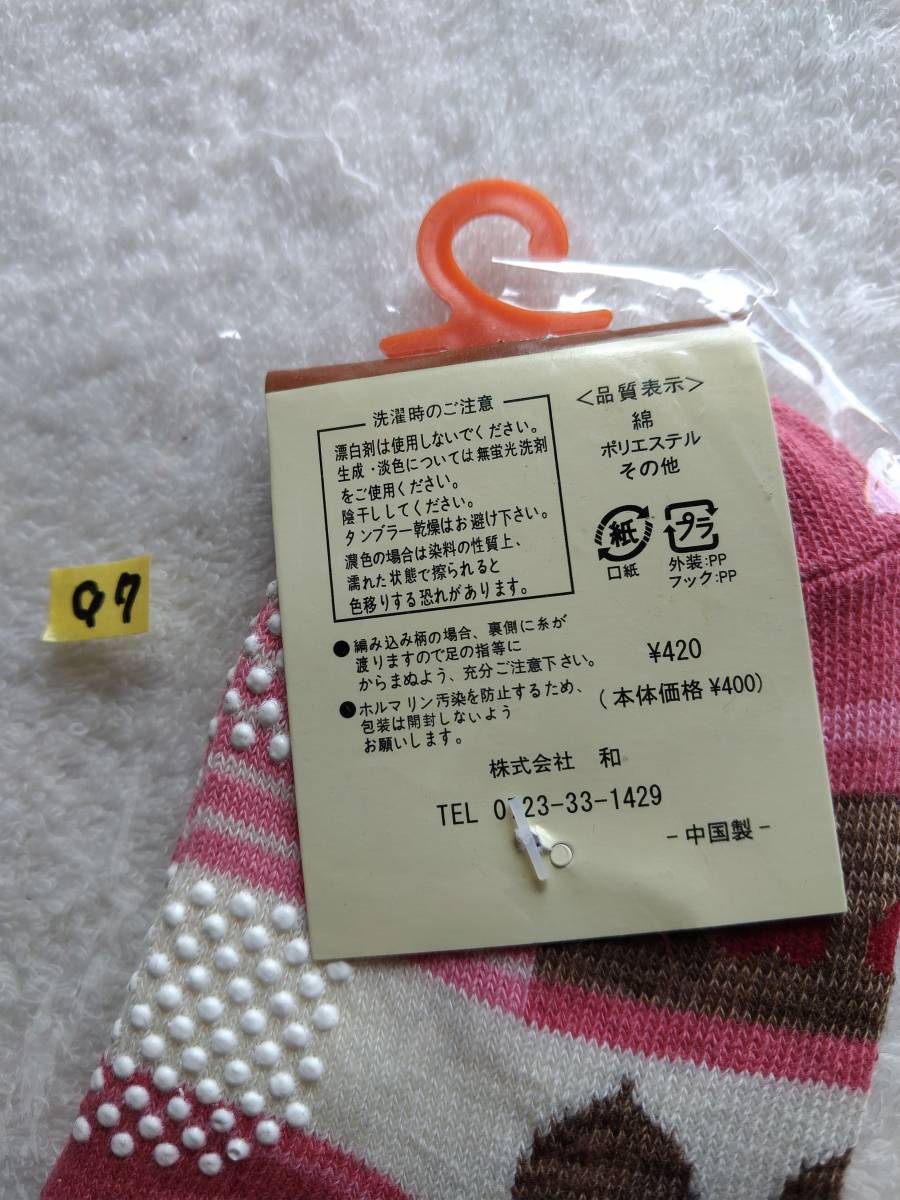 洗濯時のご注意
漂白剤は使用しないでください。
生成・淡色については無蛍光洗剤
をご使用ください。
陰干ししてください。
タンブラー乾燥はお避け下さい。
濃色の場合は染料の性質上、
濡れた状態で擦られると
色移りする恐れがあります。
●編み込み柄の場合、裏側に糸が
渡りますので足の指等に
からまぬよう、充分ご注意下さい。
●ホルマリン汚染を防止するため、
包装は開封しないよう
お願いします。
<品質表示>
綿
ポリエステル
その他
紙
口紙
プラ
外装:PP
フック:PP
¥420
(本体価格¥400)
株式会社 和
TEL 0723-33-1429
-中国製-
Q7